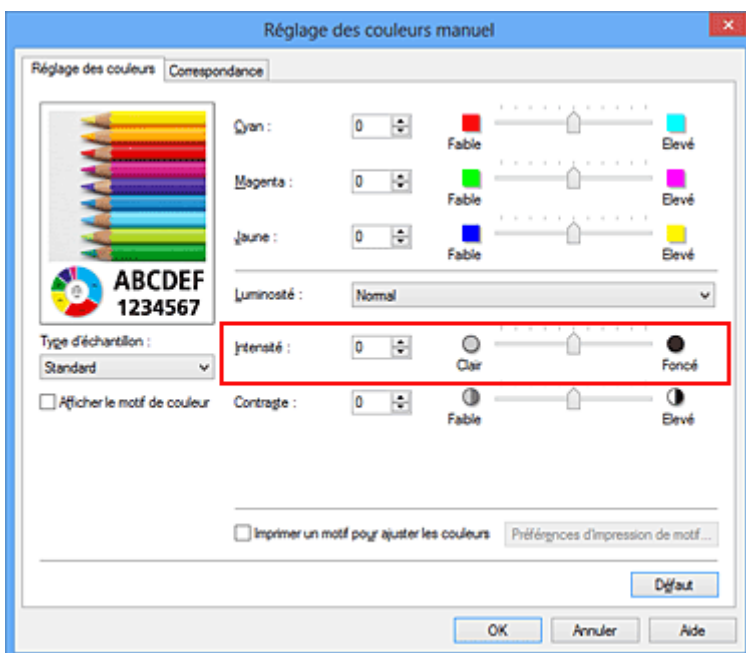 Réglage des couleurs manuel
Réglage des couleurs
Correspondance
Cyan :
0
Faible
Elevé
Magenta :
0
Faible
Elevé
Jaune :
0
Faible
Elevé
ABCDEF
1234567
Luminosité :
Normal
Type d'échantillon :
Standard
Afficher le motif de couleur
Intensité :
0
Clair
Foncé
Contraste :
0
Faible
Elevé
Imprimer un motif pour ajuster les couleurs
Préférences d'impression de motif...
Défaut
OK
Annuler
Aide